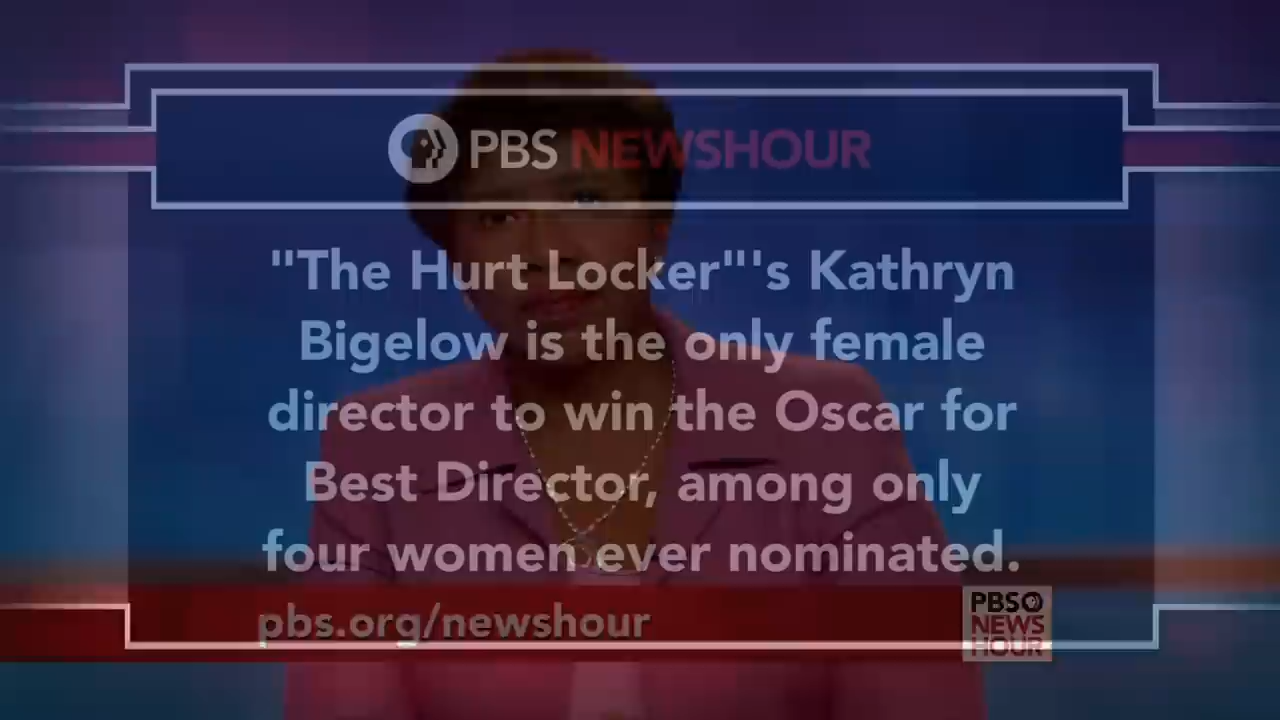 PBS NEWSHOUR
"The Hurt Locker"'s Kathryn
Bigelow is the only female
director to win the Oscar for
Best Director, among only
four women ever nominated.
pbs.org/newshour
PBS
NEWS
HOUR